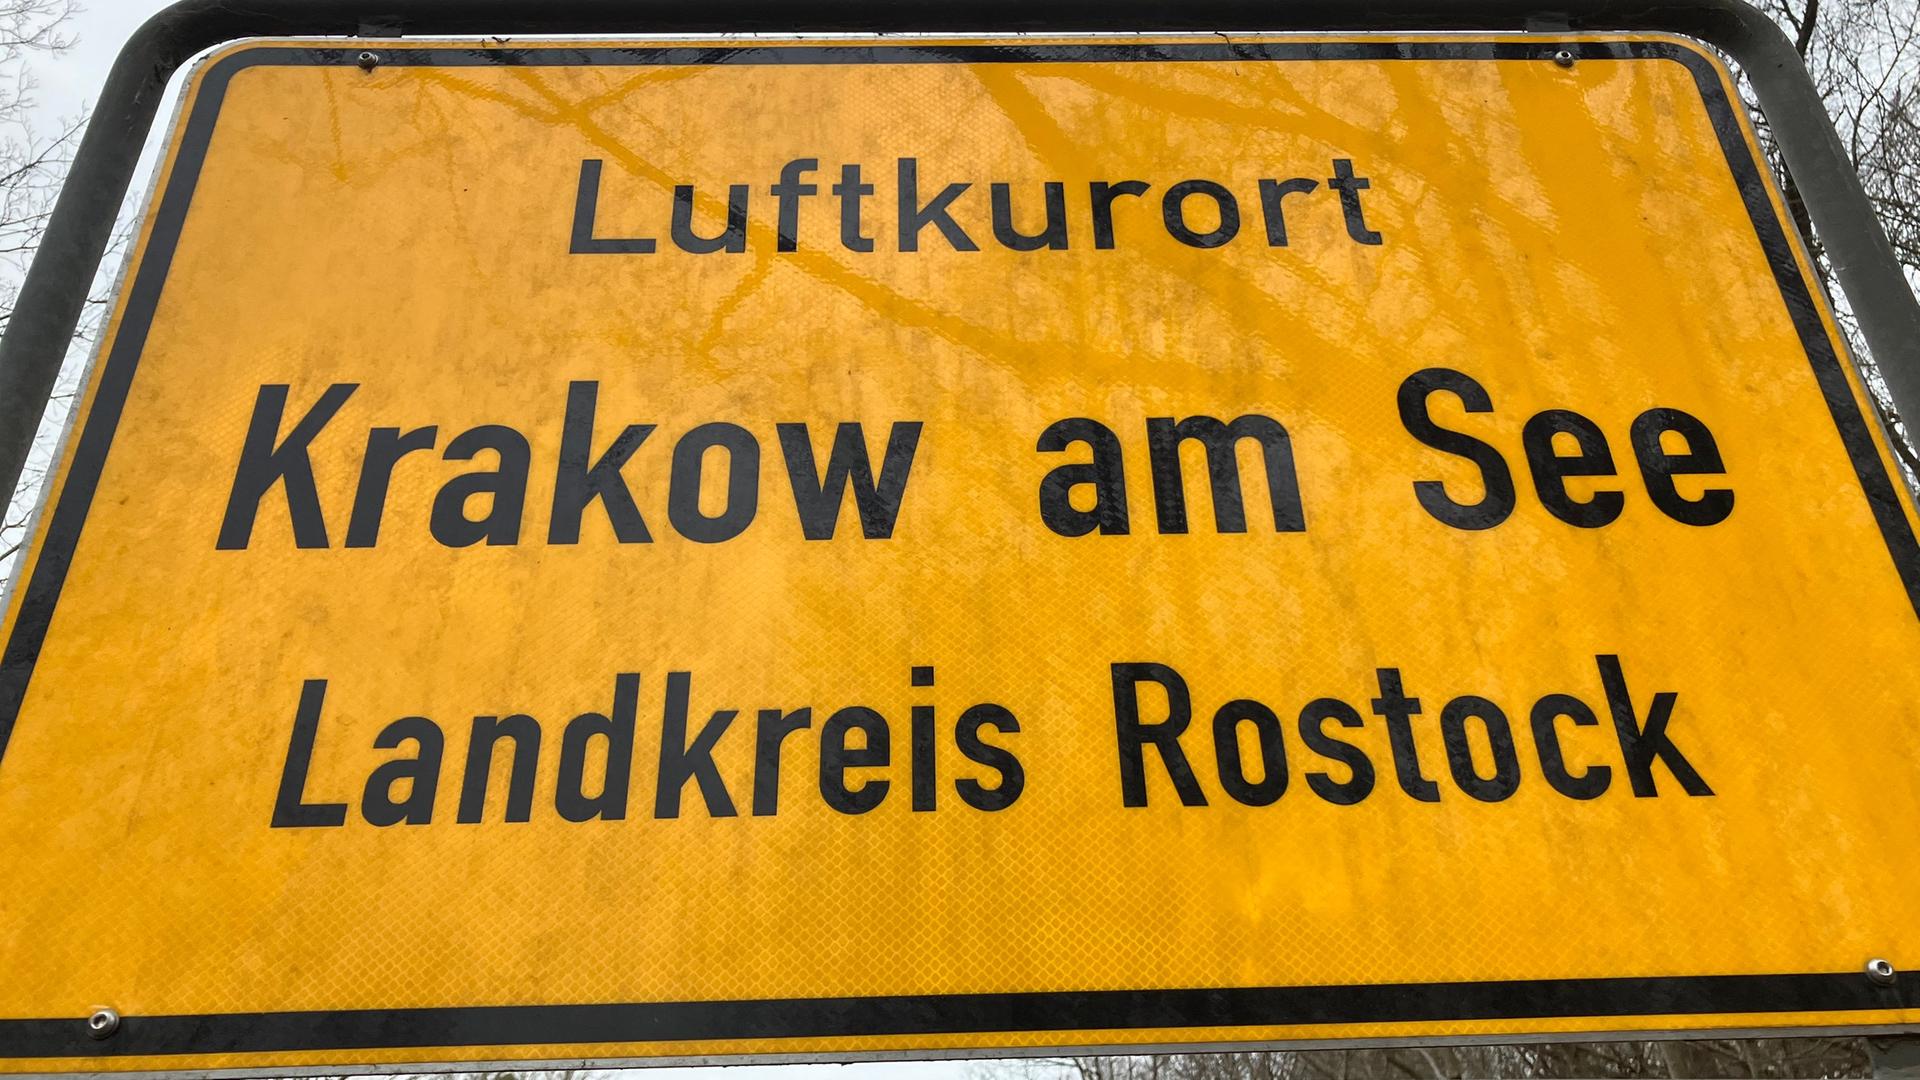 Luftkurort
Krakow am See
Landkreis Rostock